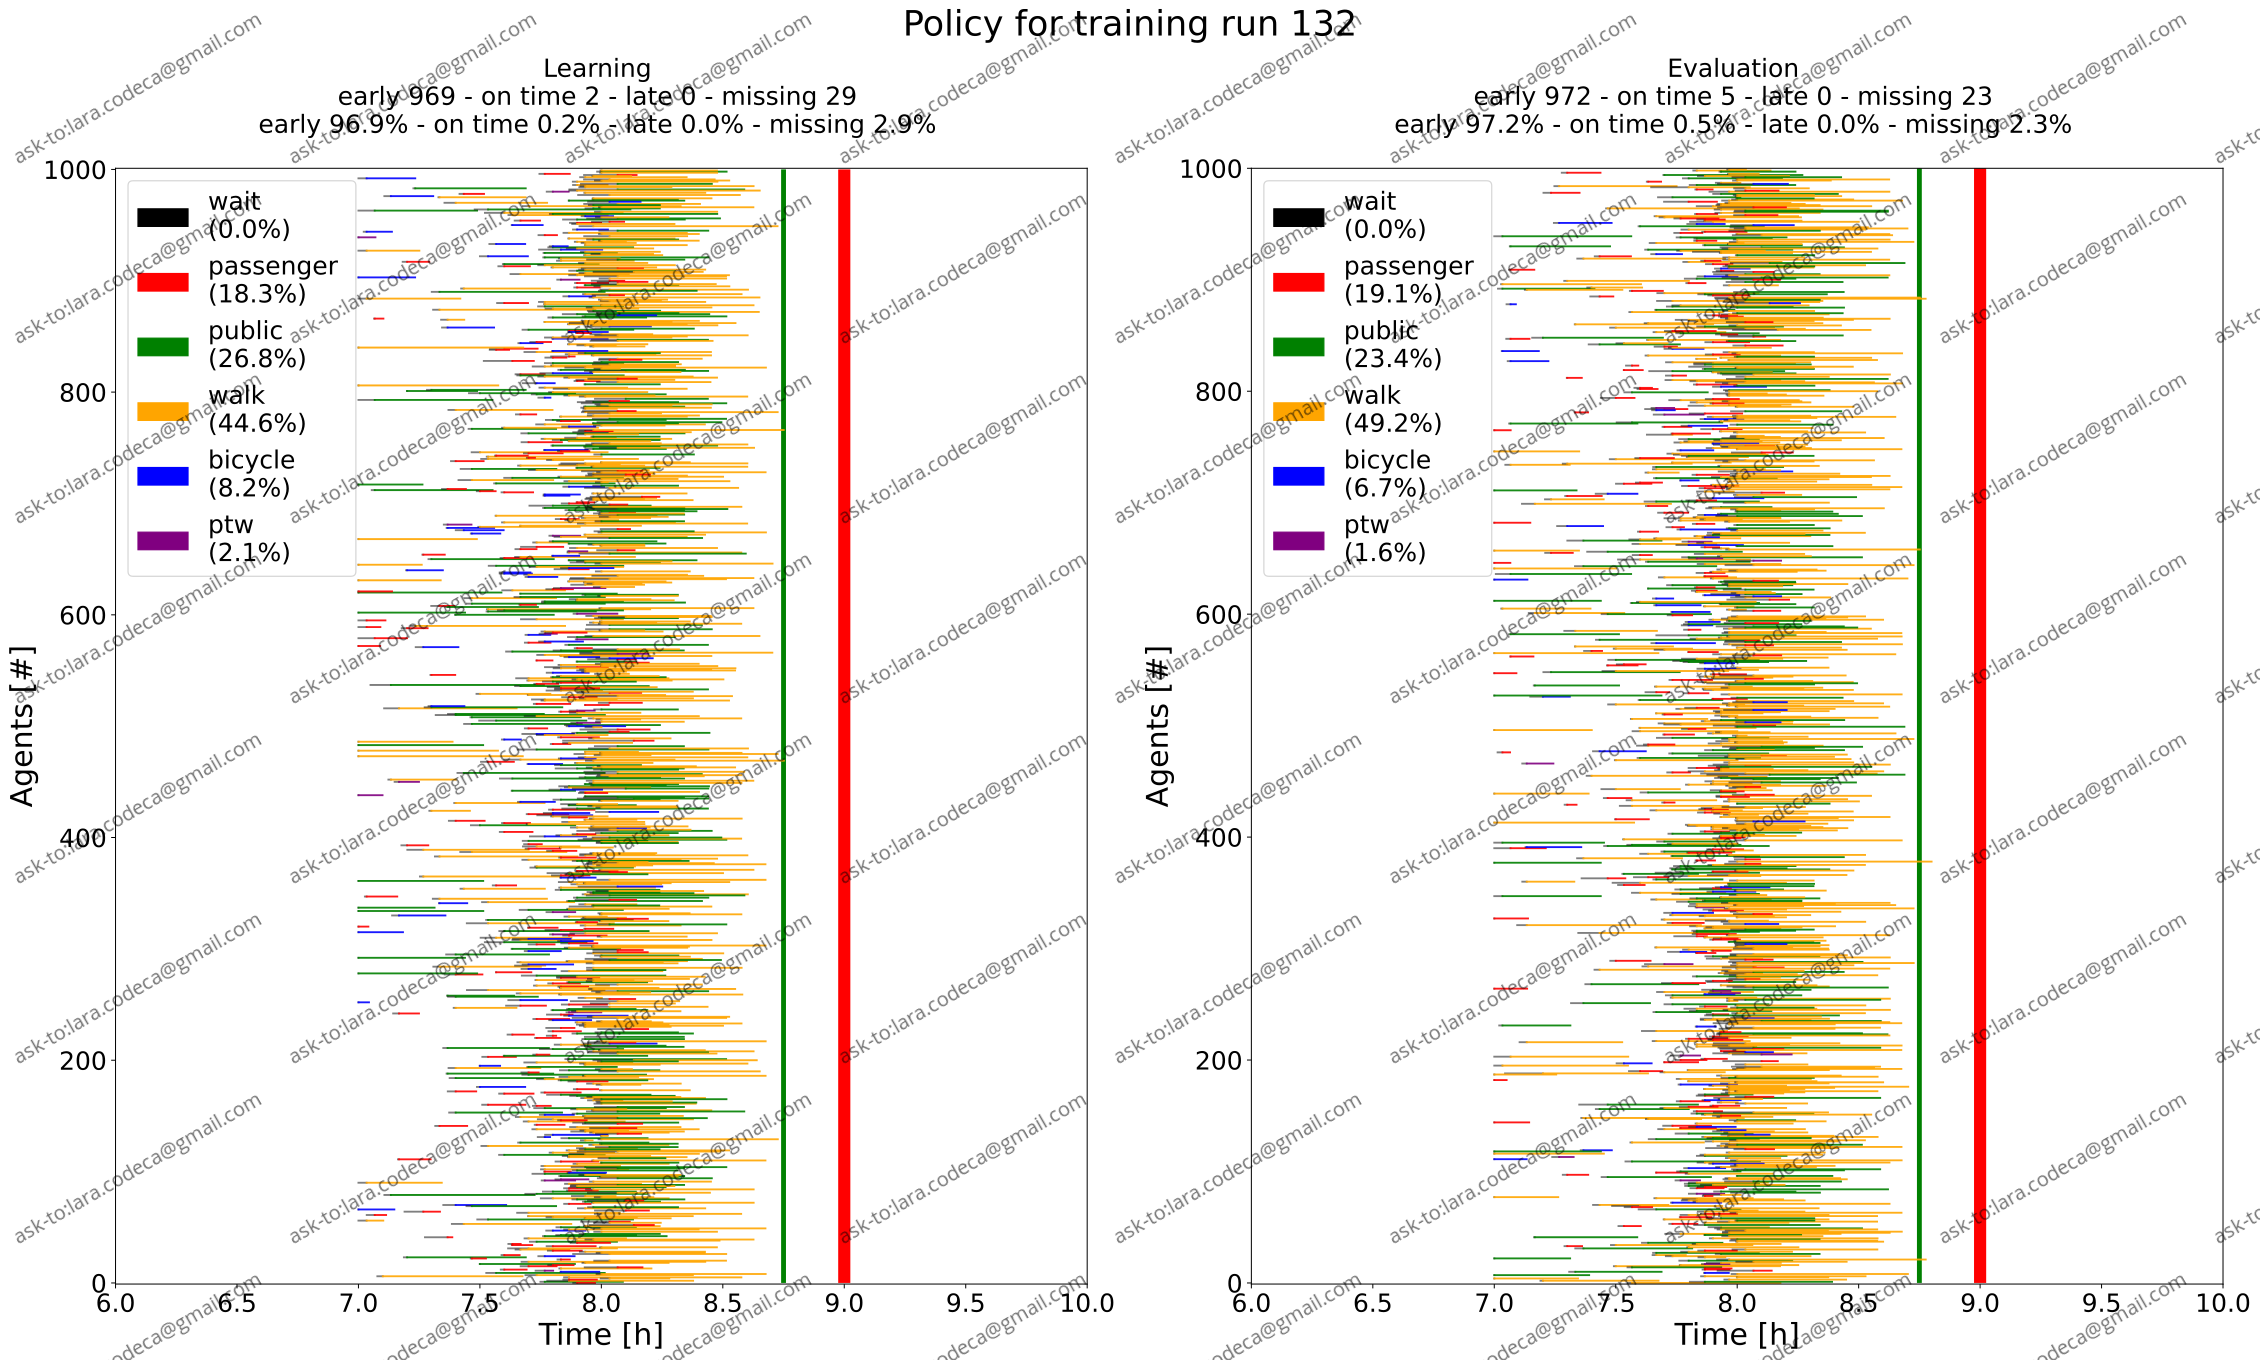 Policy for training run 132
Learning
early 969 - on time 2 - late 0 - missing 29
early 96.9% - on time 0.2% - late 0.0% - missing 2.9%
1000
800
600
400
200
0
Agents [#]
wait
(0.0%)
passenger
(18.3%)
public
(26.8%)
walk
(44.6%)
bicycle
(8.2%)
ptw
(2.1%)
6.0 6.5 7.0 7.5 8.0 8.5 9.0 9.5 10.0
Time [h]
Evaluation
early 972 - on time 5 - late 0 - missing 23
early 97.2% - on time 0.5% - late 0.0% - missing 2.3%
1000
800
600
400
200
0
Agents [#]
wait
(0.0%)
passenger
(19.1%)
public
(23.4%)
walk
(49.2%)
bicycle
(6.7%)
ptw
(1.6%)
6.0 6.5 7.0 7.5 8.0 8.5 9.0 9.5 10.0
Time [h]
ask-to:lara.codeca@gmail.com